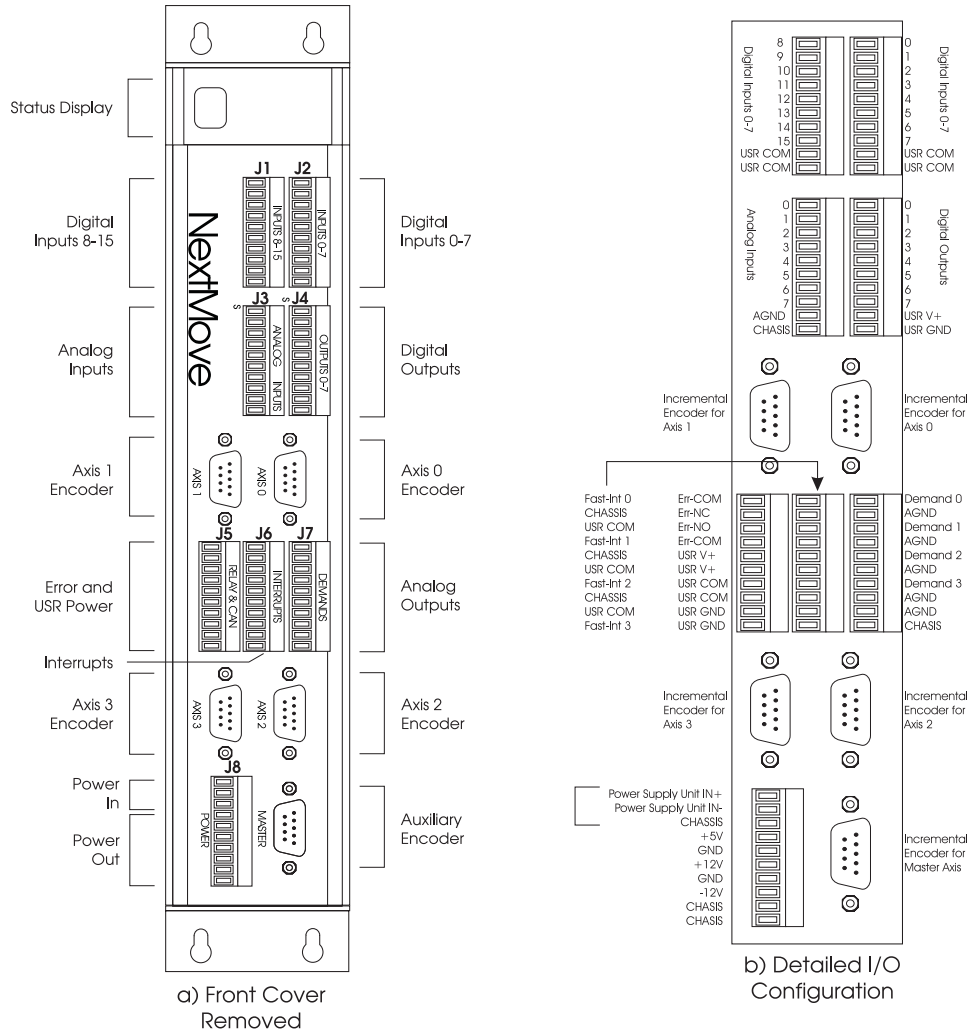 Status Display
J1 J2
INPUTS 8-15
INPUTS 0-7
Digital
Inputs 8-15
Digital
Inputs 0-7
NextMove
J3 S J4
S
ANALOG INPUTS
OUTPUTS 0-7
Analog
Inputs
Digital
Outputs
Axis 1
Encoder
AXIS 1
AXIS 0
Axis 0
Encoder
J5 J6 J7
RELAY & CAN
INTERRUPTS
DEMANDS
Error and
USR Power
Analog
Outputs
Interrupts
Axis 3
Encoder
AXIS 3
AXIS 2
Axis 2
Encoder
J8
POWER
MASTER
Power
In
Power
Out
Auxiliary
Encoder
a) Front Cover
Removed
Digital Inputs 0-7
8
9
10
11
12
13
14
15
USR COM
USR COM
0
1
2
3
4
5
6
7
USR COM
USR COM
Digital Inputs 0-7
Analog Inputs
0
1
2
3
4
5
6
7
AGND
CHASIS
0
1
2
3
4
5
6
7
USR V+
USR GND
Digital Outputs
Incremental
Encoder for
Axis 1
Incremental
Encoder for
Axis 0
Fast-Int 0
CHASSIS
USR COM
Fast-Int 1
CHASSIS
USR COM
Fast-Int 2
CHASSIS
USR COM
Fast-Int 3
Err-COM
Err-NC
Err-NO
Err-COM
USR V+
USR V+
USR COM
USR COM
USR GND
USR GND
Demand 0
AGND
Demand 1
AGND
Demand 2
AGND
Demand 3
AGND
AGND
CHASIS
Incremental
Encoder for
Axis 3
Incremental
Encoder for
Axis 2
Power Supply Unit IN+
Power Supply Unit IN-
CHASSIS
+5V
GND
+12V
GND
-12V
CHASIS
CHASIS
Incremental
Encoder for
Master Axis
b) Detailed I/O
Configuration